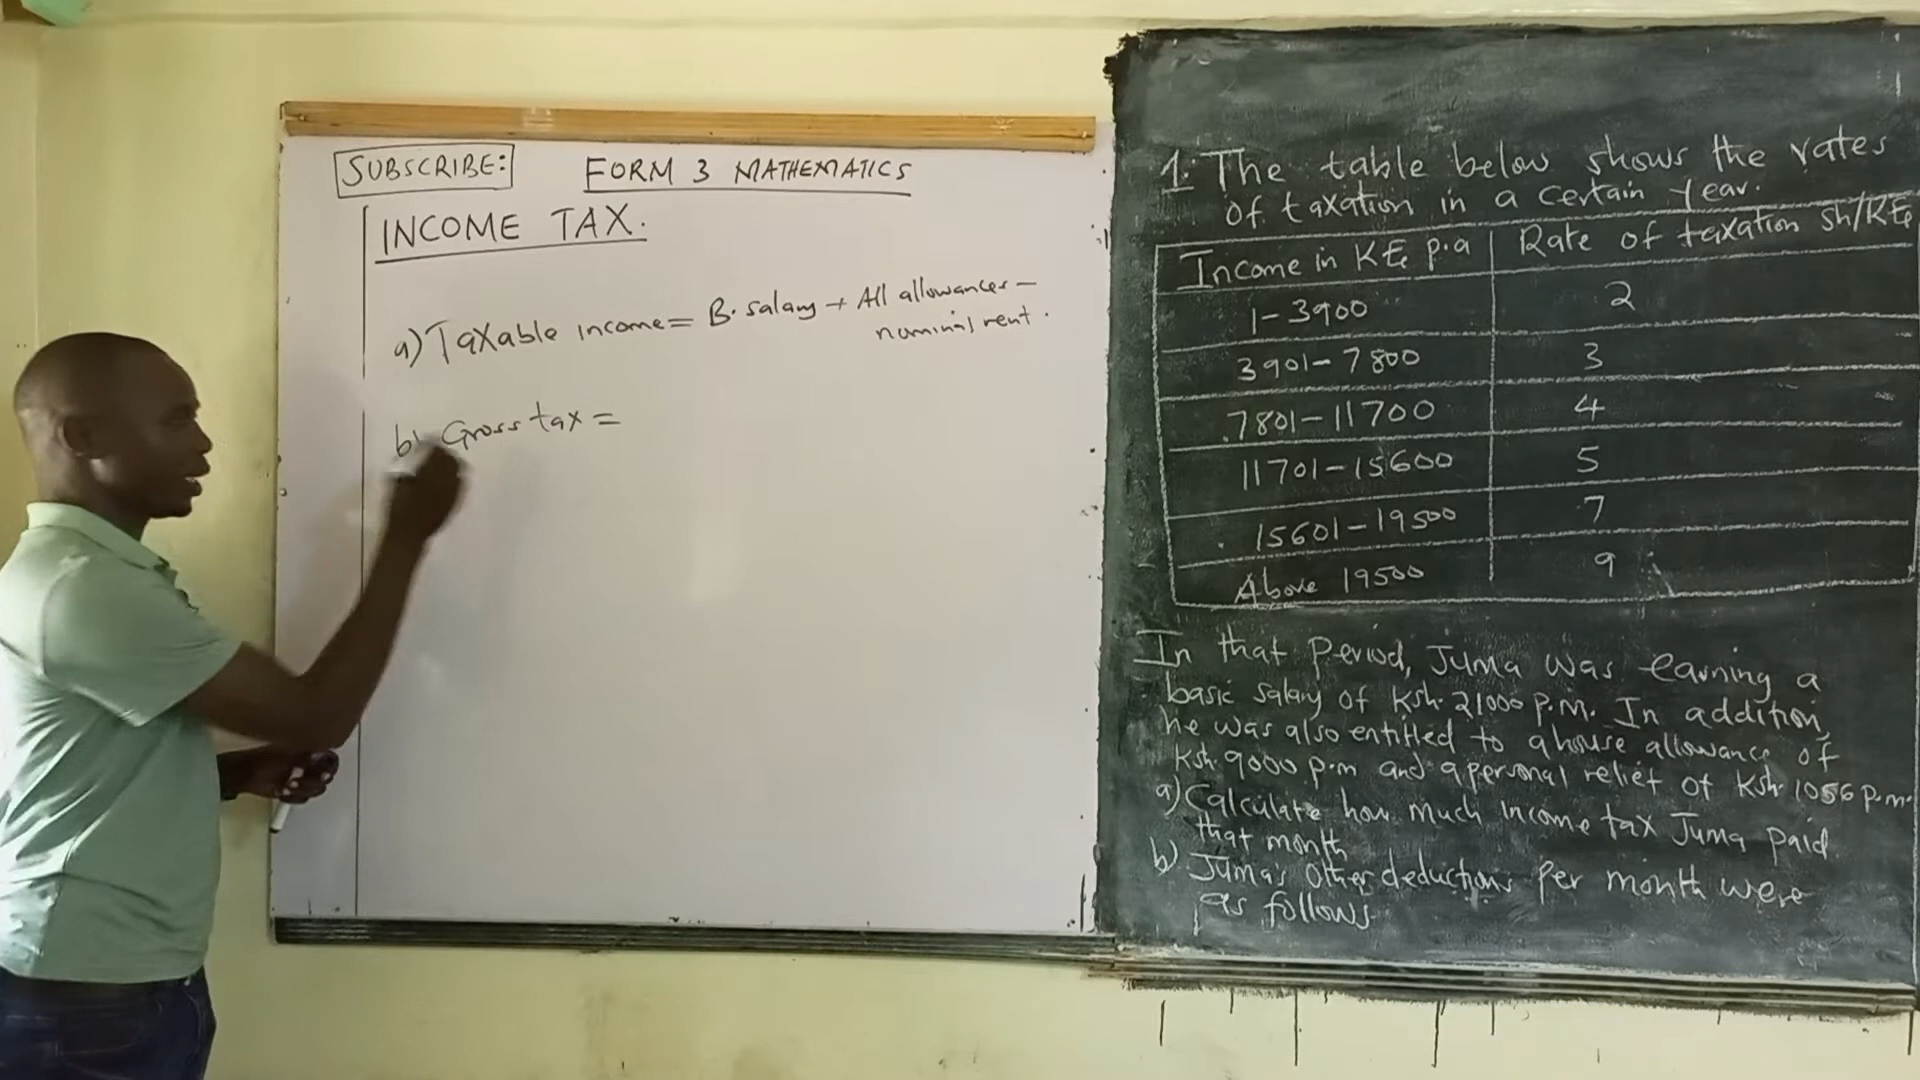 SUBSCRIBE: FORM 3 MATHEMATICS
INCOME TAX.
a) Taxable income = B. salary + All allowances -
nominal rent.
b) Gross tax =
1. The table below shows the rates
of taxation in a certain year.
Income in K£ p.a Rate of taxation sh/K£
1-3900 2
3901-7800 3
7801-11700 4
11701-15600 5
15601-19500 7
Above 19500 9
In that Period, Juma was earning a
basic salary of Ksh. 21000 p.m. In addition,
he was also entitled to a house allowance of
Ksh. 9000 p.m and a personal relief of Ksh 1056 p.m.
a) Calculate how much income tax Juma paid
that month
b) Juma's other deductions per month were
as follows